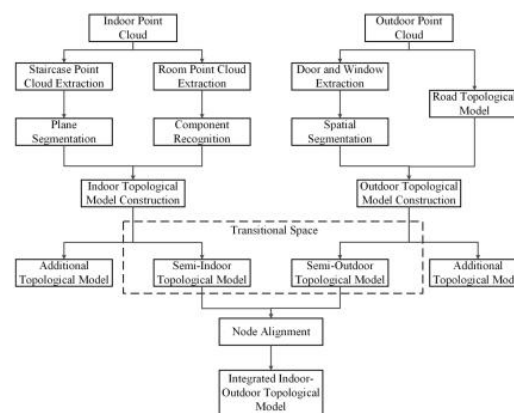 Indoor Point
Cloud
Outdoor Point
Cloud
Staircase Point
Cloud Extraction
Room Point Cloud
Extraction
Door and Window
Extraction
Road Topological
Model
Plane
Segmentation
Component
Recognition
Spatial
Segmentation
Indoor Topological
Model Construction
Outdoor Topological
Model Construction
Transitional Space
Additional
Topological Model
Semi-Indoor
Topological Model
Semi-Outdoor
Topological Model
Additional
Topological Model
Node Alignment
Integrated Indoor-
Outdoor Topological
Model